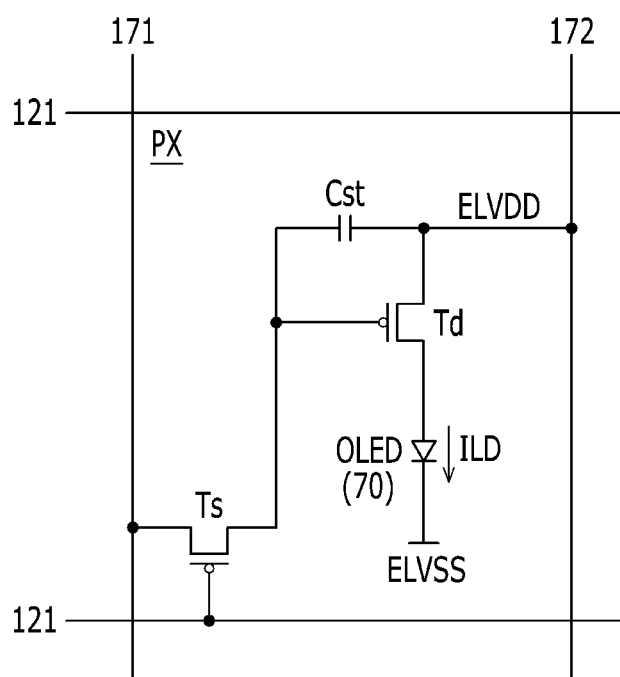 171
172
121
PX
Cst
ELVDD
Td
OLED
(70)
ILD
Ts
ELVSS
121